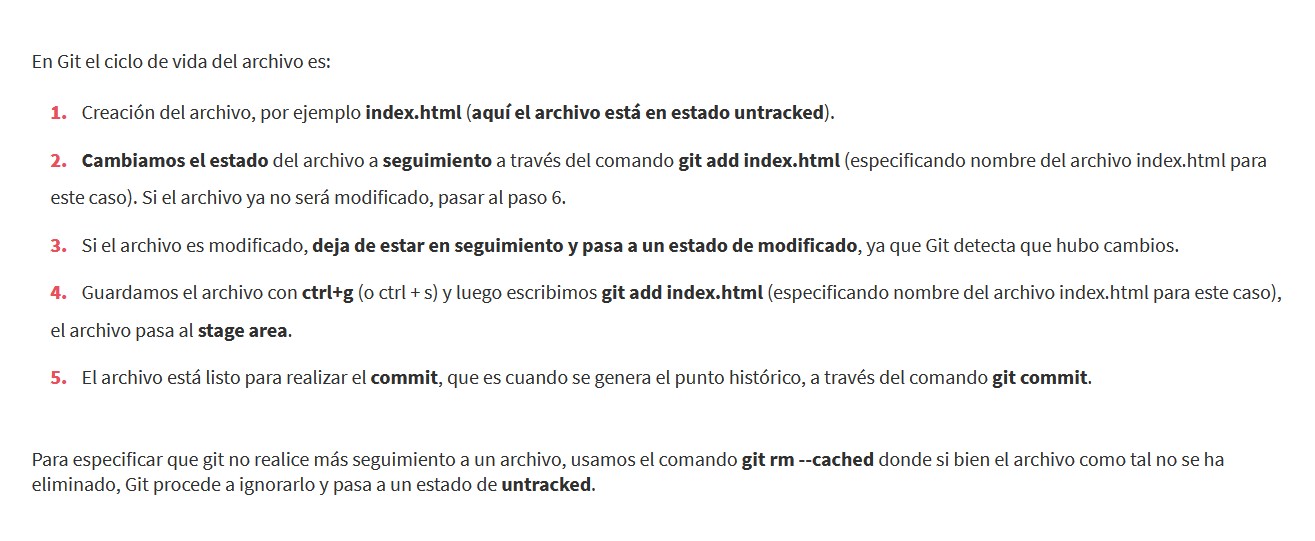 En Git el ciclo de vida del archivo es:
1. Creación del archivo, por ejemplo index.html (aquí el archivo está en estado untracked).
2. Cambiamos el estado del archivo a seguimiento a través del comando git add index.html (especificando nombre del archivo index.html para
este caso). Si el archivo ya no será modificado, pasar al paso 6.
3. Si el archivo es modificado, deja de estar en seguimiento y pasa a un estado de modificado, ya que Git detecta que hubo cambios.
4. Guardamos el archivo con ctrl+g (o ctrl + s) y luego escribimos git add index.html (especificando nombre del archivo index.html para este caso),
el archivo pasa al stage area.
5. El archivo está listo para realizar el commit, que es cuando se genera el punto histórico, a través del comando git commit.
Para especificar que git no realice más seguimiento a un archivo, usamos el comando git rm --cached donde si bien el archivo como tal no se ha
eliminado, Git procede a ignorarlo y pasa a un estado de untracked.